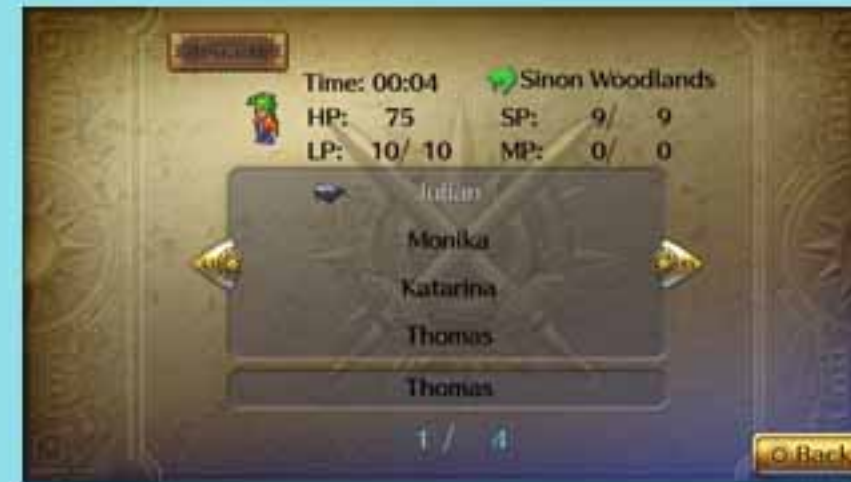 Time: 00:04 Sinon Woodlands
HP: 75 SP: 9/ 9
LP: 10/ 10 MP: 0/ 0
Julian
Monika
Katarina
Thomas
Thomas
1 / 4
Back